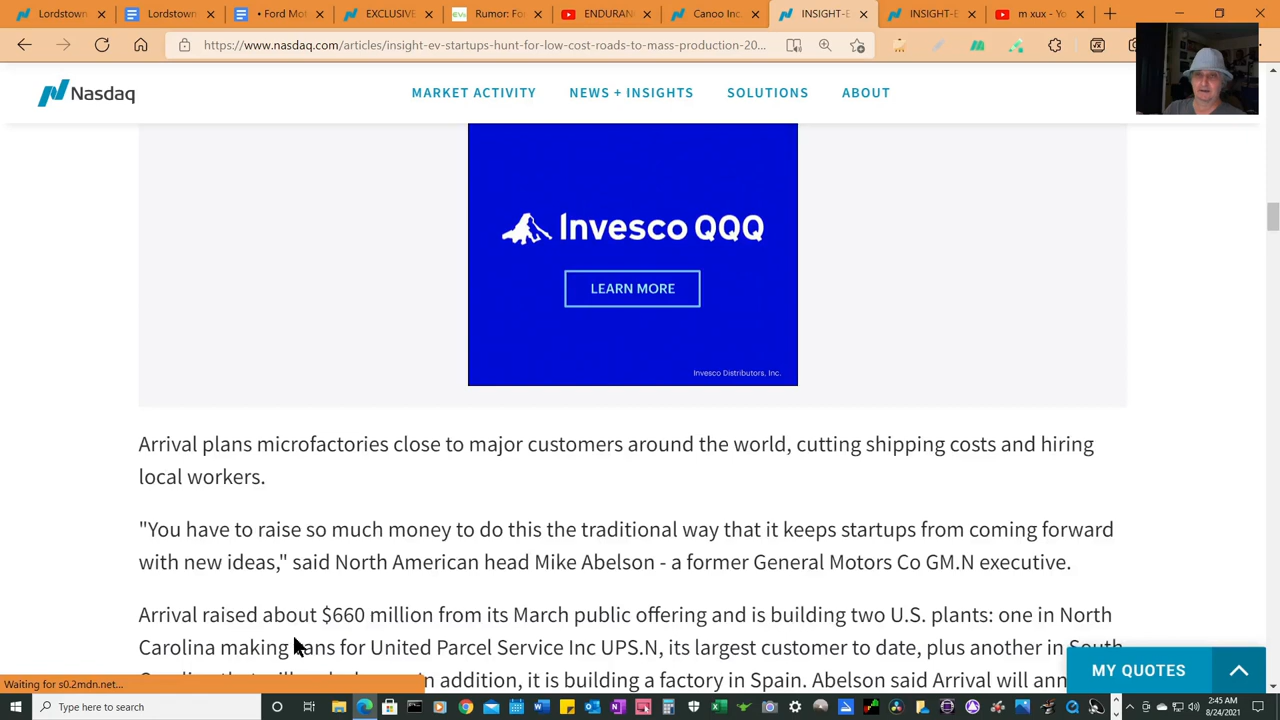 Lordstown
Lordstown
Ford Mot
EXCLUSIVE
Rumor: For
ENDURAN
Canoo Inc.
INSIGHT-E
INSIGHT-E
m xux - Yo
https://www.nasdaq.com/articles/insight-ev-startups-hunt-for-low-cost-roads-to-mass-production-20...
Nasdaq
MARKET ACTIVITY
NEWS + INSIGHTS
SOLUTIONS
ABOUT
Invesco QQQ
LEARN MORE
Invesco Distributors, Inc.
Arrival plans microfactories close to major customers around the world, cutting shipping costs and hiring
local workers.
"You have to raise so much money to do this the traditional way that it keeps startups from coming forward
with new ideas," said North American head Mike Abelson - a former General Motors Co GM.N executive.
Arrival raised about $660 million from its March public offering and is building two U.S. plants: one in North
Carolina making vans for United Parcel Service Inc UPS.N, its largest customer to date, plus another in South
addition, it is building a factory in Spain. Abelson said Arrival will
MY QUOTES
Waiting for s0.2mdn.net...
Type here to search
2:45 AM
8/24/2021